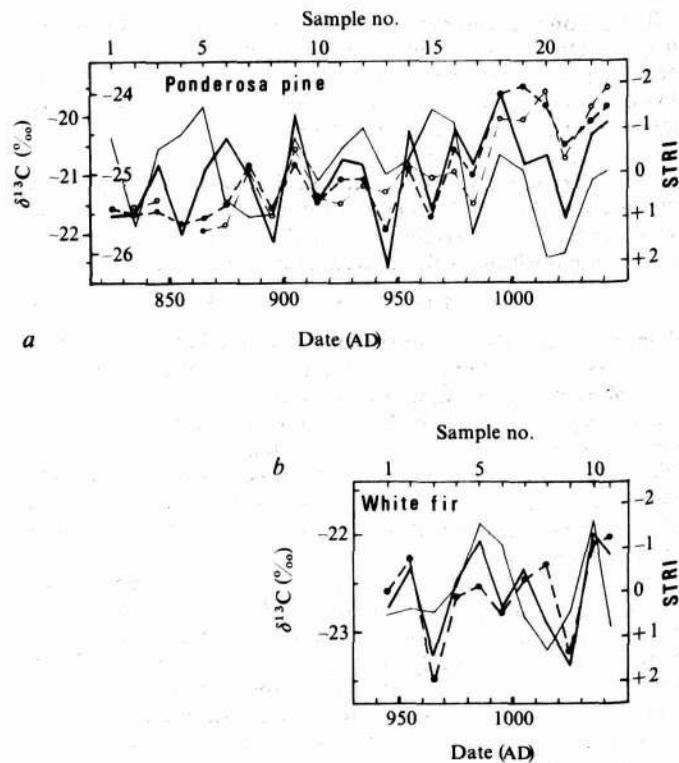 Sample no.
1 5 10 15 20
Ponderosa pine
δ¹³C (‰)
−20
−21
−22
−24
−25
−26
−2
−1
0
+1
+2
STRI
850 900 950 1000
Date (AD)
a
Sample no.
b
1 5 10
White fir
δ¹³C (‰)
−22
−23
−2
−1
0
+1
+2
STRI
950 1000
Date (AD)